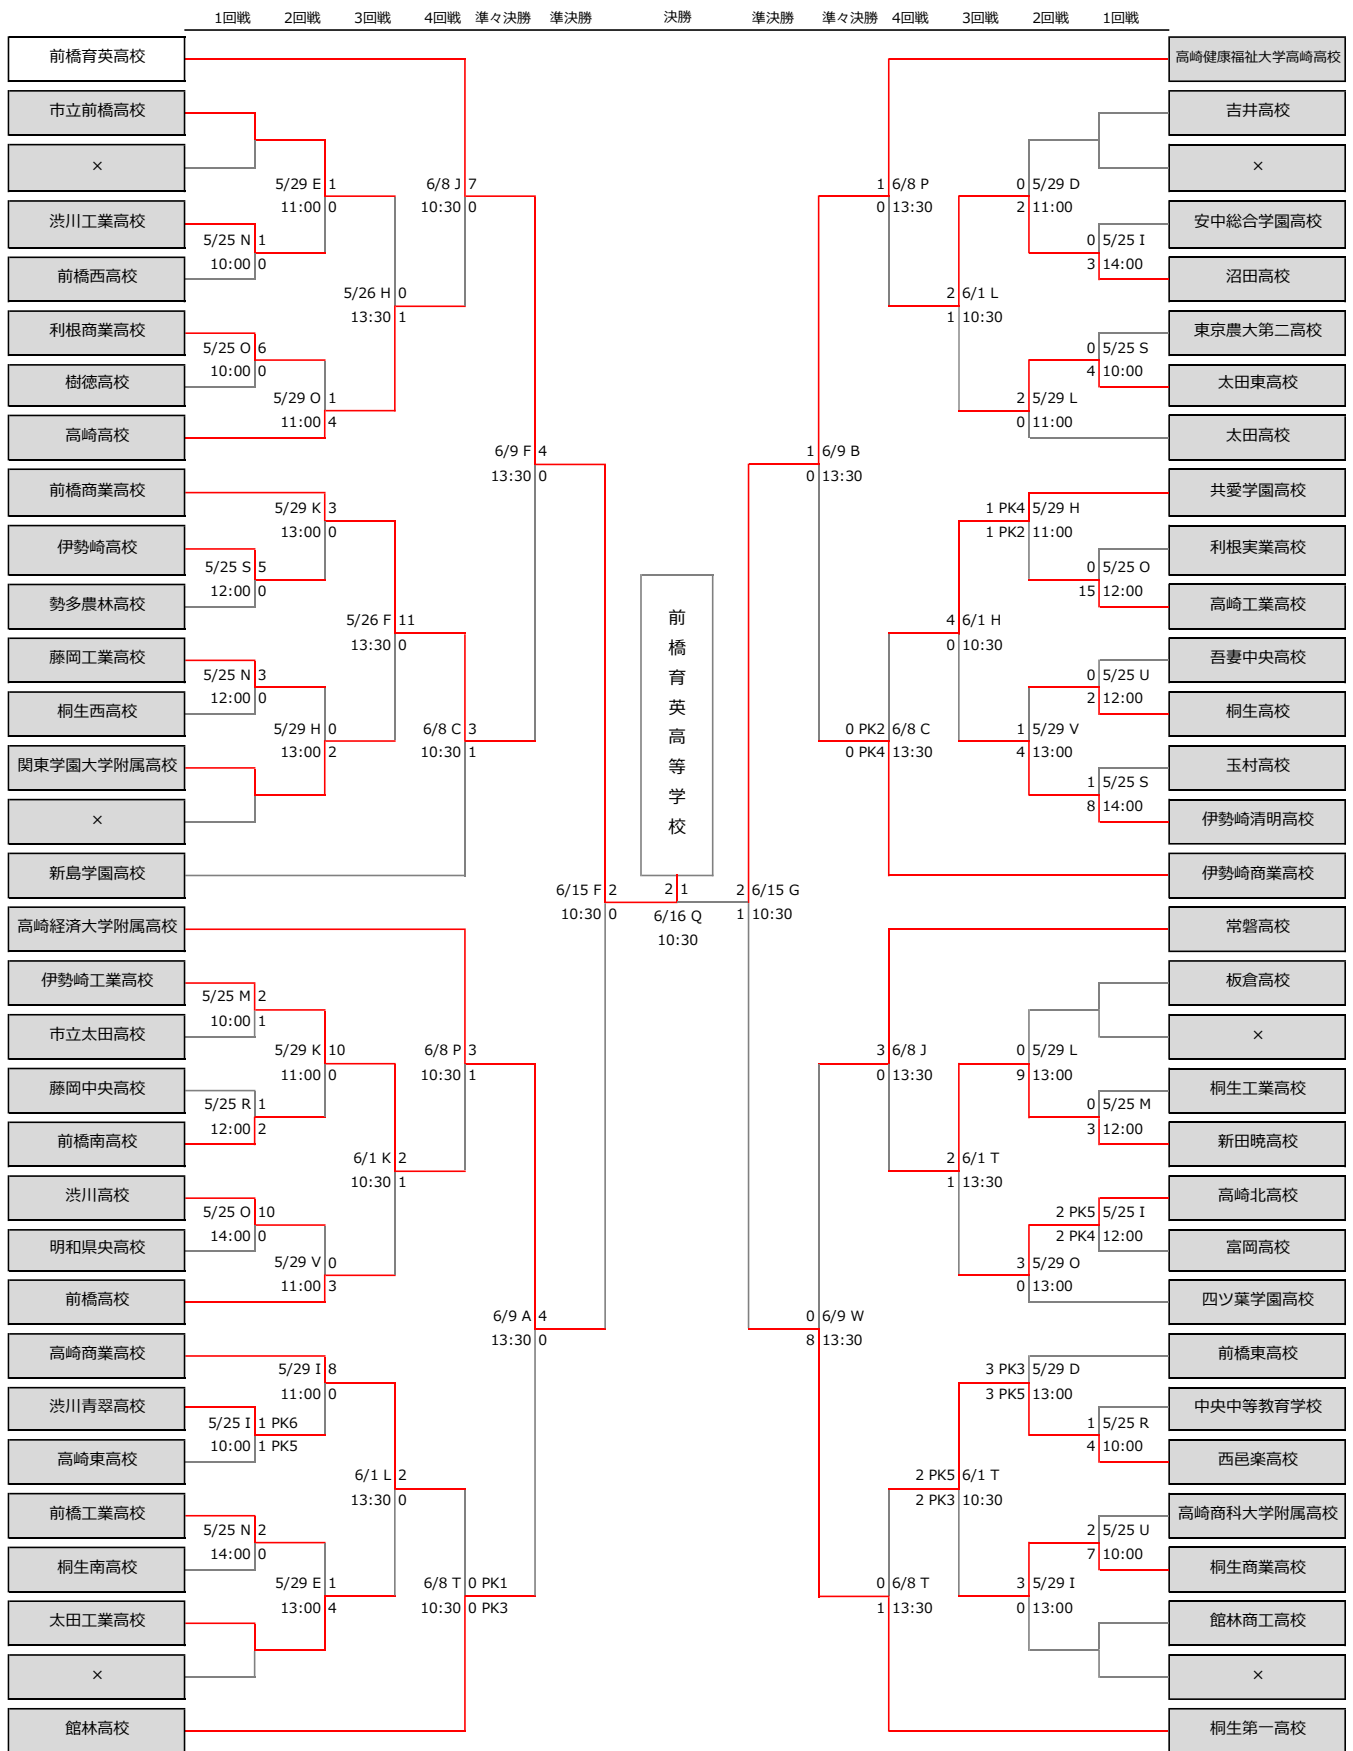 1回戦 2回戦 3回戦 4回戦 準々決勝 準決勝 決勝 準決勝 準々決勝 4回戦 3回戦 2回戦 1回戦
前橋育英高校
市立前橋高校
×
渋川工業高校
前橋西高校
利根商業高校
樹徳高校
高崎高校
前橋商業高校
伊勢崎高校
勢多農林高校
藤岡工業高校
桐生西高校
関東学園大学附属高校
×
新島学園高校
高崎経済大学附属高校
伊勢崎工業高校
市立太田高校
藤岡中央高校
前橋南高校
渋川高校
明和県央高校
前橋高校
高崎商業高校
渋川青翠高校
高崎東高校
前橋工業高校
桐生南高校
太田工業高校
×
館林高校
5/25 N 1
10:00 0
5/25 O 6
10:00 0
5/25 S 5
12:00 0
5/25 N 3
12:00 0
5/25 M 2
10:00 1
5/25 R 1
12:00 2
5/25 O 10
14:00 0
5/25 I 1 PK6
10:00 1 PK5
5/25 N 2
14:00 0
5/29 E 1
11:00 0
5/29 O 1
11:00 4
5/29 K 3
13:00 0
5/29 H 0
13:00 2
5/29 K 10
11:00 0
5/29 V 0
11:00 3
5/29 I 8
11:00 0
5/29 E 1
13:00 4
5/26 H 0
13:30 1
5/26 F 11
13:30 0
6/1 K 2
10:30 1
6/1 L 2
13:30 0
6/8 J 7
10:30 0
6/8 C 3
10:30 1
6/8 P 3
10:30 1
6/8 T 0 PK1
10:30 0 PK3
6/9 F 4
13:30 0
6/9 A 4
13:30 0
6/15 F 2
10:30 0
前橋育英高等学校
2 1
6/16 Q
10:30
2 6/15 G
1 10:30
1 6/9 B
0 13:30
0 6/9 W
8 13:30
1 6/8 P
0 13:30
0 PK2 6/8 C
0 PK4 13:30
3 6/8 J
0 13:30
0 6/8 T
1 13:30
2 6/1 L
1 10:30
4 6/1 H
0 10:30
2 6/1 T
1 13:30
2 PK5 6/1 T
2 PK3 10:30
0 5/29 D
2 11:00
2 5/29 L
0 11:00
1 PK4 5/29 H
1 PK2 11:00
1 5/29 V
4 13:00
0 5/29 L
9 13:00
3 5/29 O
0 13:00
3 PK3 5/29 D
3 PK5 13:00
3 5/29 I
0 13:00
0 5/25 I
3 14:00
0 5/25 S
4 10:00
0 5/25 O
15 12:00
0 5/25 U
2 12:00
1 5/25 S
8 14:00
0 5/25 M
3 12:00
2 PK5 5/25 I
2 PK4 12:00
1 5/25 R
4 10:00
2 5/25 U
7 10:00
高崎健康福祉大学高崎高校
吉井高校
×
安中総合学園高校
沼田高校
東京農大第二高校
太田東高校
太田高校
共愛学園高校
利根実業高校
高崎工業高校
吾妻中央高校
桐生高校
玉村高校
伊勢崎清明高校
伊勢崎商業高校
常磐高校
板倉高校
×
桐生工業高校
新田暁高校
高崎北高校
富岡高校
四ツ葉学園高校
前橋東高校
中央中等教育学校
西邑楽高校
高崎商科大学附属高校
桐生商業高校
館林商工高校
×
桐生第一高校